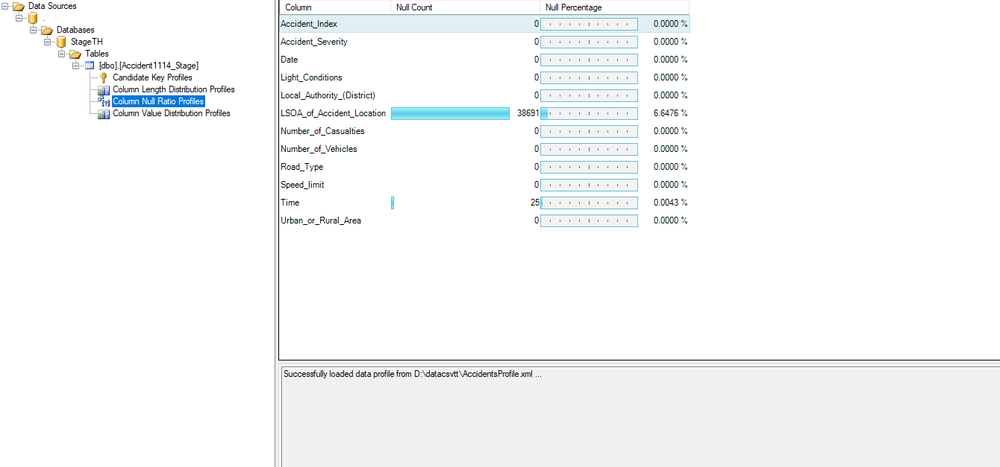 Data Sources
.
Databases
StageTH
Tables
[dbo].[Accident1114_Stage]
Candidate Key Profiles
Column Length Distribution Profiles
Column Null Ratio Profiles
Column Value Distribution Profiles
Column Null Count Null Percentage
Accident_Index 0 0.0000 %
Accident_Severity 0 0.0000 %
Date 0 0.0000 %
Light_Conditions 0 0.0000 %
Local_Authority_(District) 0 0.0000 %
LSOA_of_Accident_Location 38691 6.6476 %
Number_of_Casualties 0 0.0000 %
Number_of_Vehicles 0 0.0000 %
Road_Type 0 0.0000 %
Speed_limit 0 0.0000 %
Time 25 0.0043 %
Urban_or_Rural_Area 0 0.0000 %
Successfully loaded data profile from D:\datacsvtt\AccidentsProfile.xml ...